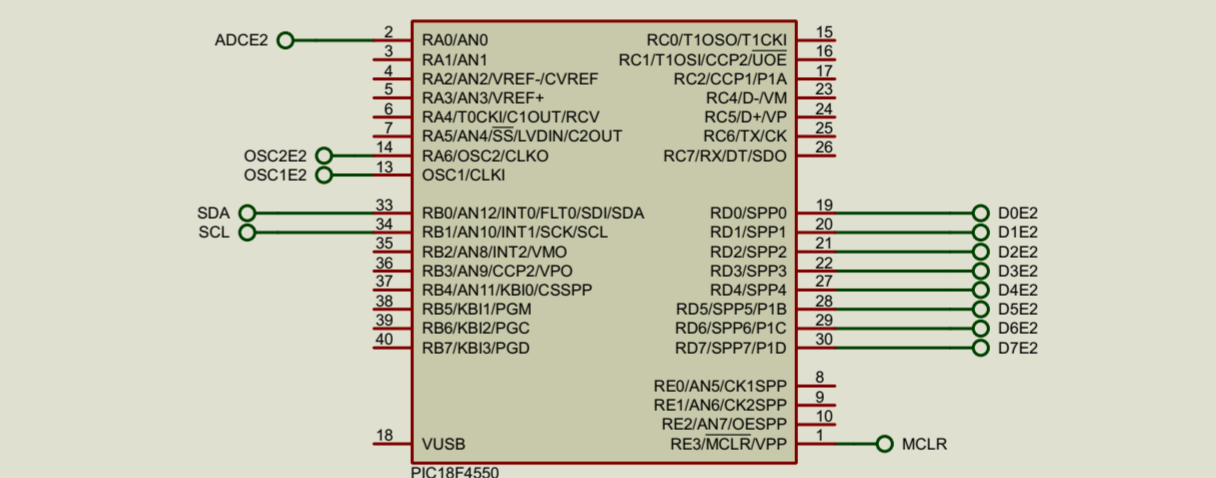 ADCE2 2 RA0/AN0 RC0/T1OSO/T1CKI 15
3 RA1/AN1 RC1/T1OSI/CCP2/UOE 16
4 RA2/AN2/VREF-/CVREF RC2/CCP1/P1A 17
5 RA3/AN3/VREF+ RC4/D-/VM 23
6 RA4/T0CKI/C1OUT/RCV RC5/D+/VP 24
7 RA5/AN4/SS/LVDIN/C2OUT RC6/TX/CK 25
OSC2E2 14 RA6/OSC2/CLKO RC7/RX/DT/SDO 26
OSC1E2 13 OSC1/CLKI
SDA 33 RB0/AN12/INT0/FLT0/SDI/SDA RD0/SPP0 19 D0E2
SCL 34 RB1/AN10/INT1/SCK/SCL RD1/SPP1 20 D1E2
35 RB2/AN8/INT2/VMO RD2/SPP2 21 D2E2
36 RB3/AN9/CCP2/VPO RD3/SPP3 22 D3E2
37 RB4/AN11/KBI0/CSSPP RD4/SPP4 27 D4E2
38 RB5/KBI1/PGM RD5/SPP5/P1B 28 D5E2
39 RB6/KBI2/PGC RD6/SPP6/P1C 29 D6E2
40 RB7/KBI3/PGD RD7/SPP7/P1D 30 D7E2
RE0/AN5/CK1SPP 8
RE1/AN6/CK2SPP 9
RE2/AN7/OESPP 10
18 VUSB RE3/MCLR/VPP 1 MCLR
PIC18F4550